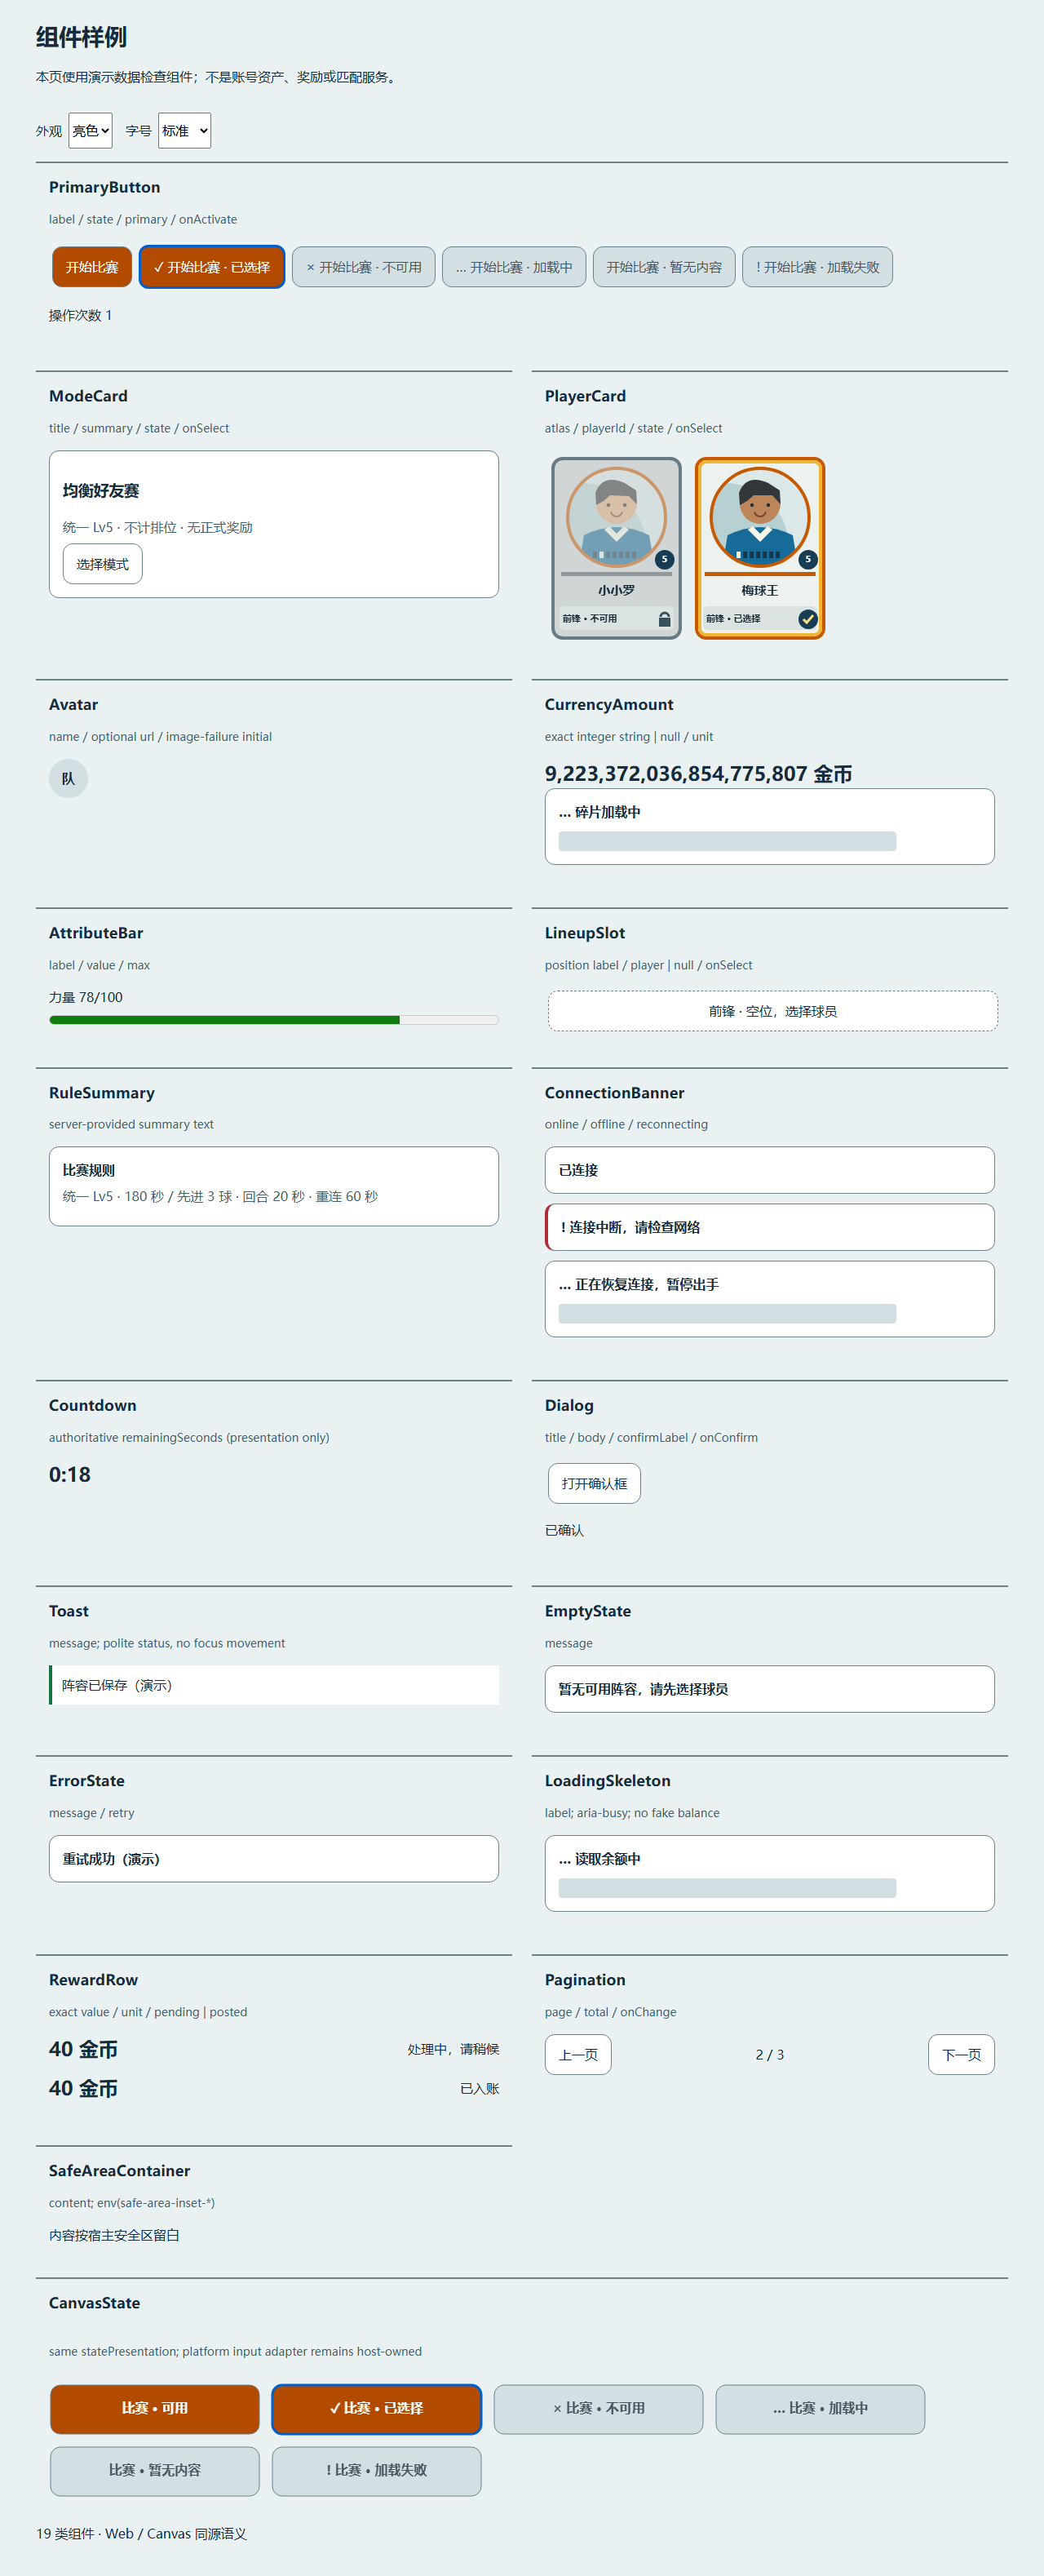 组件样例
本页使用演示数据检查组件；不是账号资产、奖励或匹配服务。
外观 亮色 字号 标准
PrimaryButton
label / state / primary / onActivate
开始比赛 ✓ 开始比赛 · 已选择 × 开始比赛 · 不可用 … 开始比赛 · 加载中 开始比赛 · 暂无内容 ! 开始比赛 · 加载失败
操作次数 1
ModeCard
title / summary / state / onSelect
均衡好友赛
统一 Lv5 · 不计排位 · 无正式奖励
选择模式
PlayerCard
atlas / playerId / state / onSelect
5
小小罗
前锋 • 不可用
5
梅球王
前锋 • 已选择
Avatar
name / optional url / image-failure initial
队
CurrencyAmount
exact integer string | null / unit
9,223,372,036,854,775,807 金币
… 碎片加载中
AttributeBar
label / value / max
力量 78/100
LineupSlot
position label / player | null / onSelect
前锋 · 空位，选择球员
RuleSummary
server-provided summary text
比赛规则
统一 Lv5 · 180 秒 / 先进 3 球 · 回合 20 秒 · 重连 60 秒
ConnectionBanner
online / offline / reconnecting
已连接
! 连接中断，请检查网络
… 正在恢复连接，暂停出手
Countdown
authoritative remainingSeconds (presentation only)
0:18
Dialog
title / body / confirmLabel / onConfirm
打开确认框
已确认
Toast
message; polite status, no focus movement
阵容已保存（演示）
EmptyState
message
暂无可用阵容，请先选择球员
ErrorState
message / retry
重试成功（演示）
LoadingSkeleton
label; aria-busy; no fake balance
… 读取余额中
RewardRow
exact value / unit / pending | posted
40 金币 处理中，请稍候
40 金币 已入账
Pagination
page / total / onChange
上一页 2 / 3 下一页
SafeAreaContainer
content; env(safe-area-inset-*)
内容按宿主安全区留白
CanvasState
same statePresentation; platform input adapter remains host-owned
比赛 • 可用 ✓ 比赛 • 已选择 × 比赛 • 不可用 … 比赛 • 加载中
比赛 • 暂无内容 ! 比赛 • 加载失败
19 类组件 · Web / Canvas 同源语义